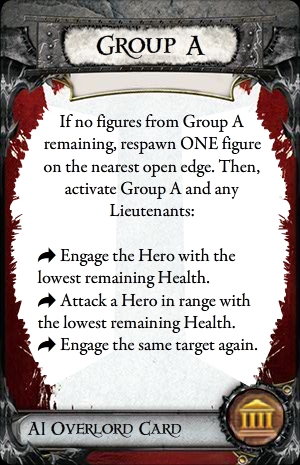 Group A
If no figures from Group A
remaining, respawn ONE figure
on the nearest open edge. Then,
activate Group A and any
Lieutenants:
➦ Engage the Hero with the
lowest remaining Health.
➦ Attack a Hero in range with
the lowest remaining Health.
➦ Engage the same target again.
AI Overlord Card